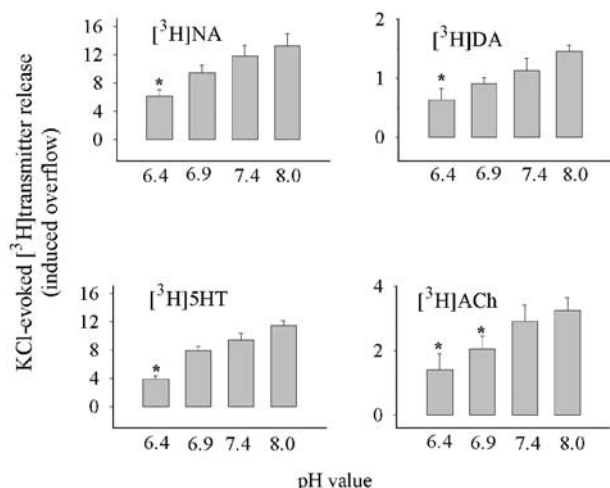 KCl-evoked [³H]transmitter release
(induced overflow)
[³H]NA
16
12
8
4
0
*
6.4 6.9 7.4 8.0
[³H]DA
2
1
0
*
6.4 6.9 7.4 8.0
[³H]5HT
16
12
8
4
0
*
6.4 6.9 7.4 8.0
[³H]ACh
4
2
0
* *
6.4 6.9 7.4 8.0
pH value